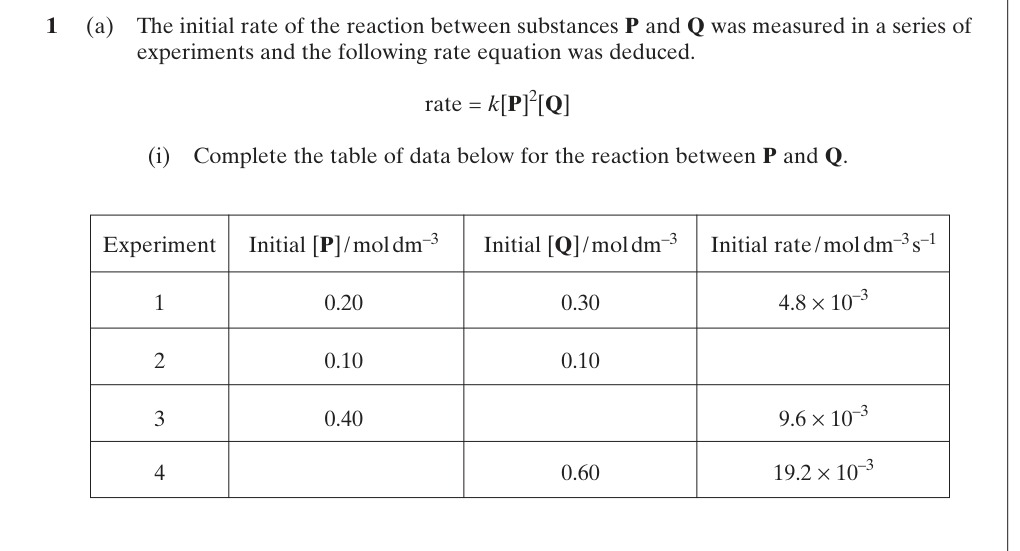 1 (a) The initial rate of the reaction between substances P and Q was measured in a series of
experiments and the following rate equation was deduced.
rate = k[P]²[Q]
(i) Complete the table of data below for the reaction between P and Q.
Experiment Initial [P]/mol dm⁻³ Initial [Q]/mol dm⁻³ Initial rate/mol dm⁻³ s⁻¹
1 0.20 0.30 4.8 × 10⁻³
2 0.10 0.10
3 0.40 9.6 × 10⁻³
4 0.60 19.2 × 10⁻³